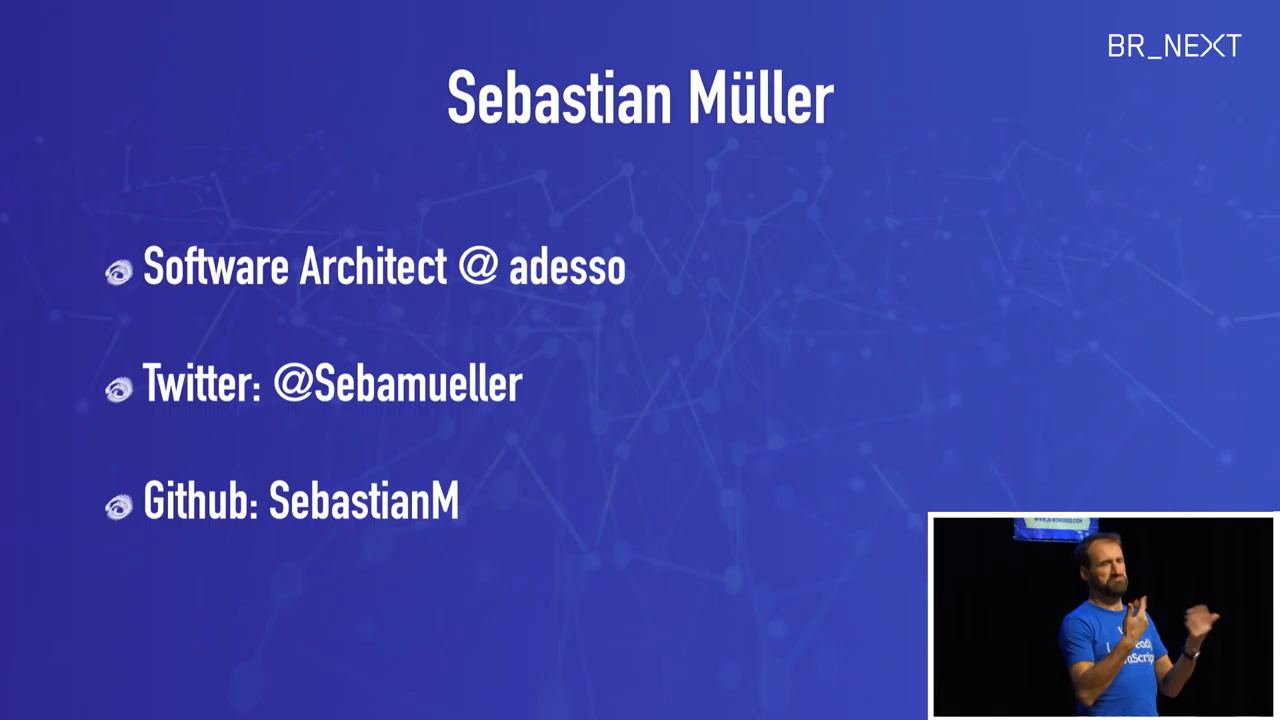 BR_NEXT
Sebastian Müller
Software Architect @ adesso
Twitter: @Sebamueller
Github: SebastianM